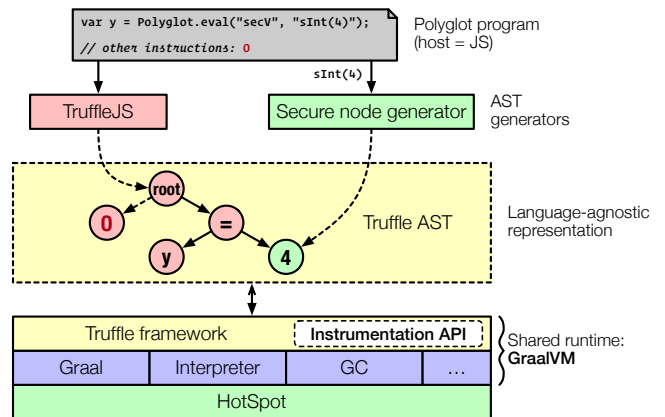 var y = Polyglot.eval("secV", "sInt(4)");
// other instructions: O
Polyglot program
(host = JS)
sInt(4)
TruffleJS
Secure node generator
AST
generators
root
O
=
y
4
Truffle AST
Language-agnostic
representation
Truffle framework
Instrumentation API
Graal
Interpreter
GC
...
HotSpot
Shared runtime:
GraalVM